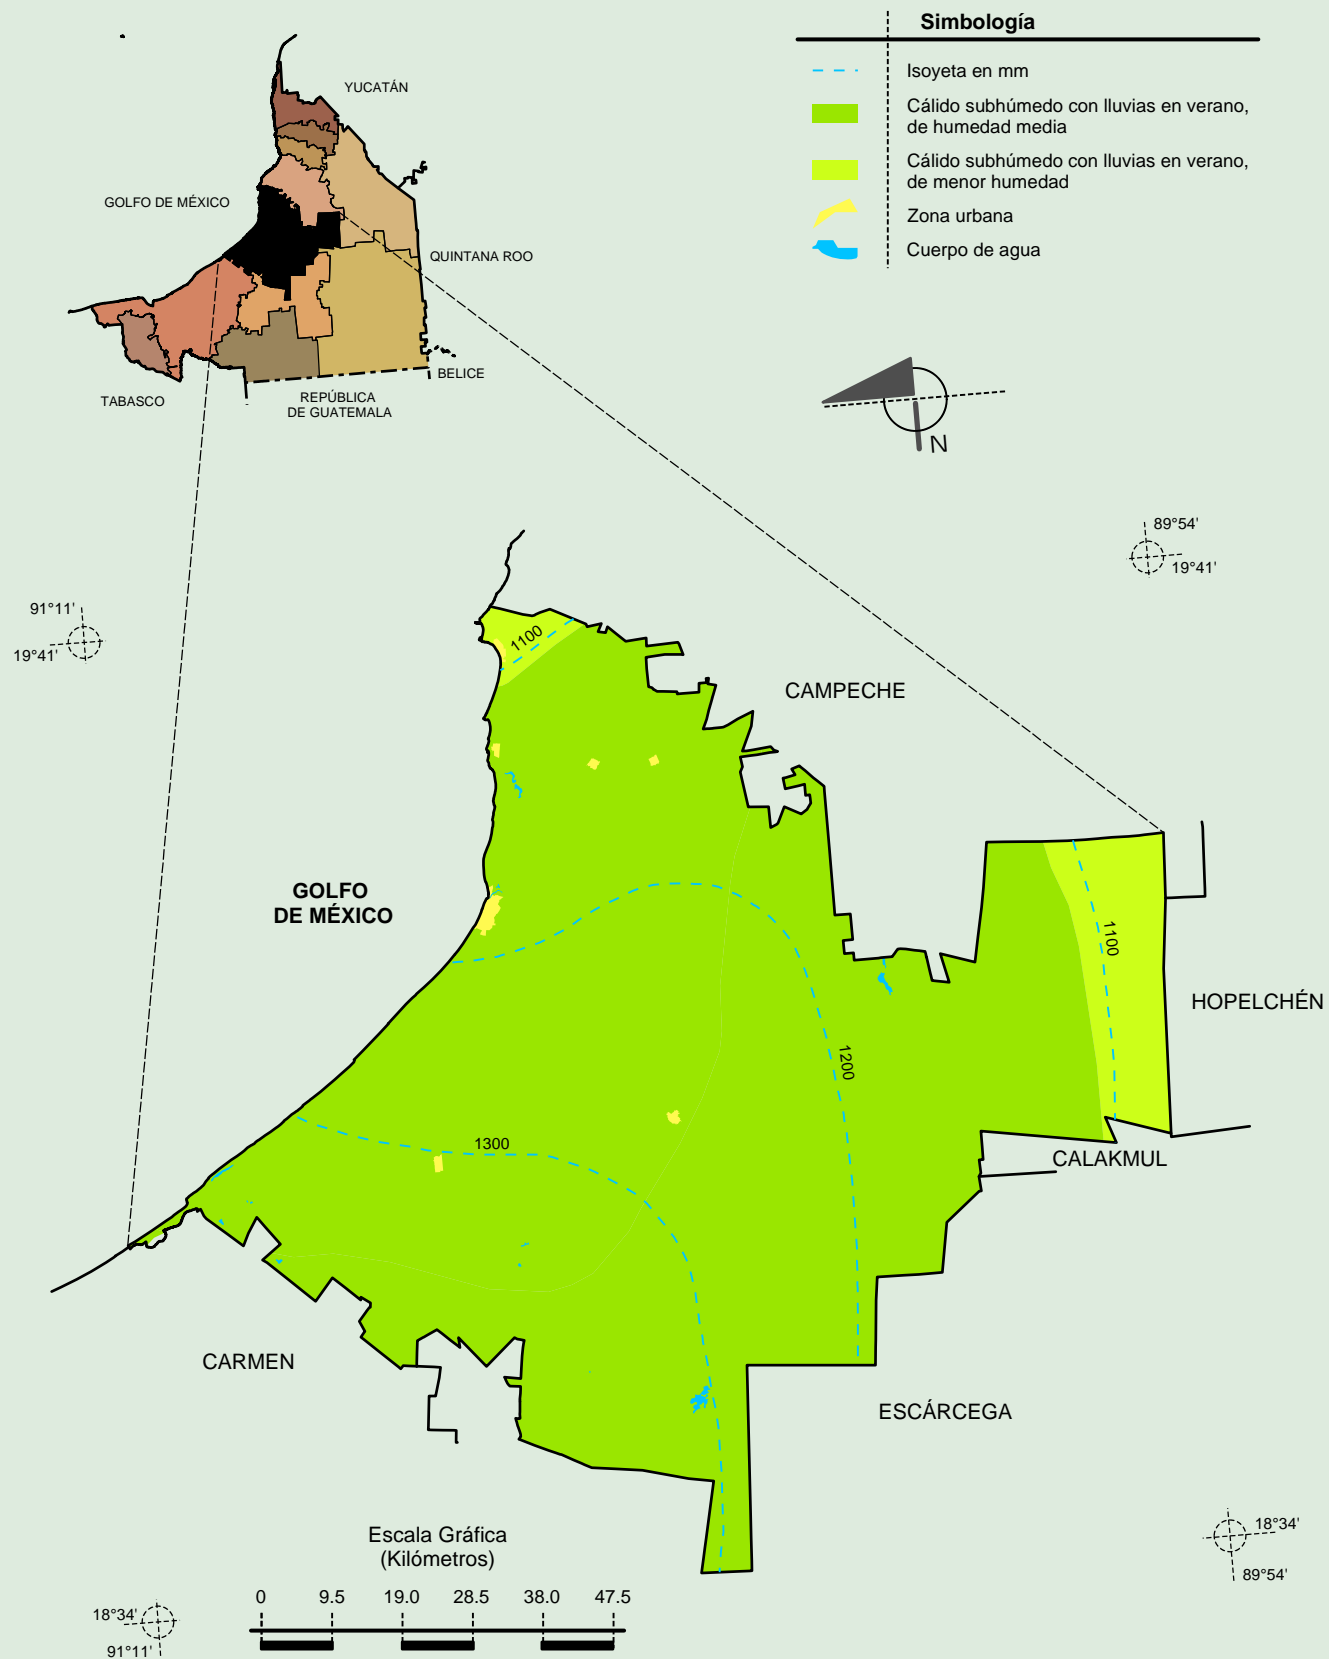 Simbología
Isoyeta en mm
Cálido subhúmedo con lluvias en verano,
de humedad media
Cálido subhúmedo con lluvias en verano,
de menor humedad
Zona urbana
Cuerpo de agua
YUCATÁN
GOLFO DE MÉXICO
QUINTANA ROO
BELICE
TABASCO
REPÚBLICA
DE GUATEMALA
N
89°54'
19°41'
91°11'
19°41'
1100
CAMPECHE
GOLFO
DE MÉXICO
1100
HOPELCHÉN
1200
1300
CALAKMUL
CARMEN
ESCÁRCEGA
18°34'
89°54'
Escala Gráfica
(Kilómetros)
0 9.5 19.0 28.5 38.0 47.5
18°34'
91°11'